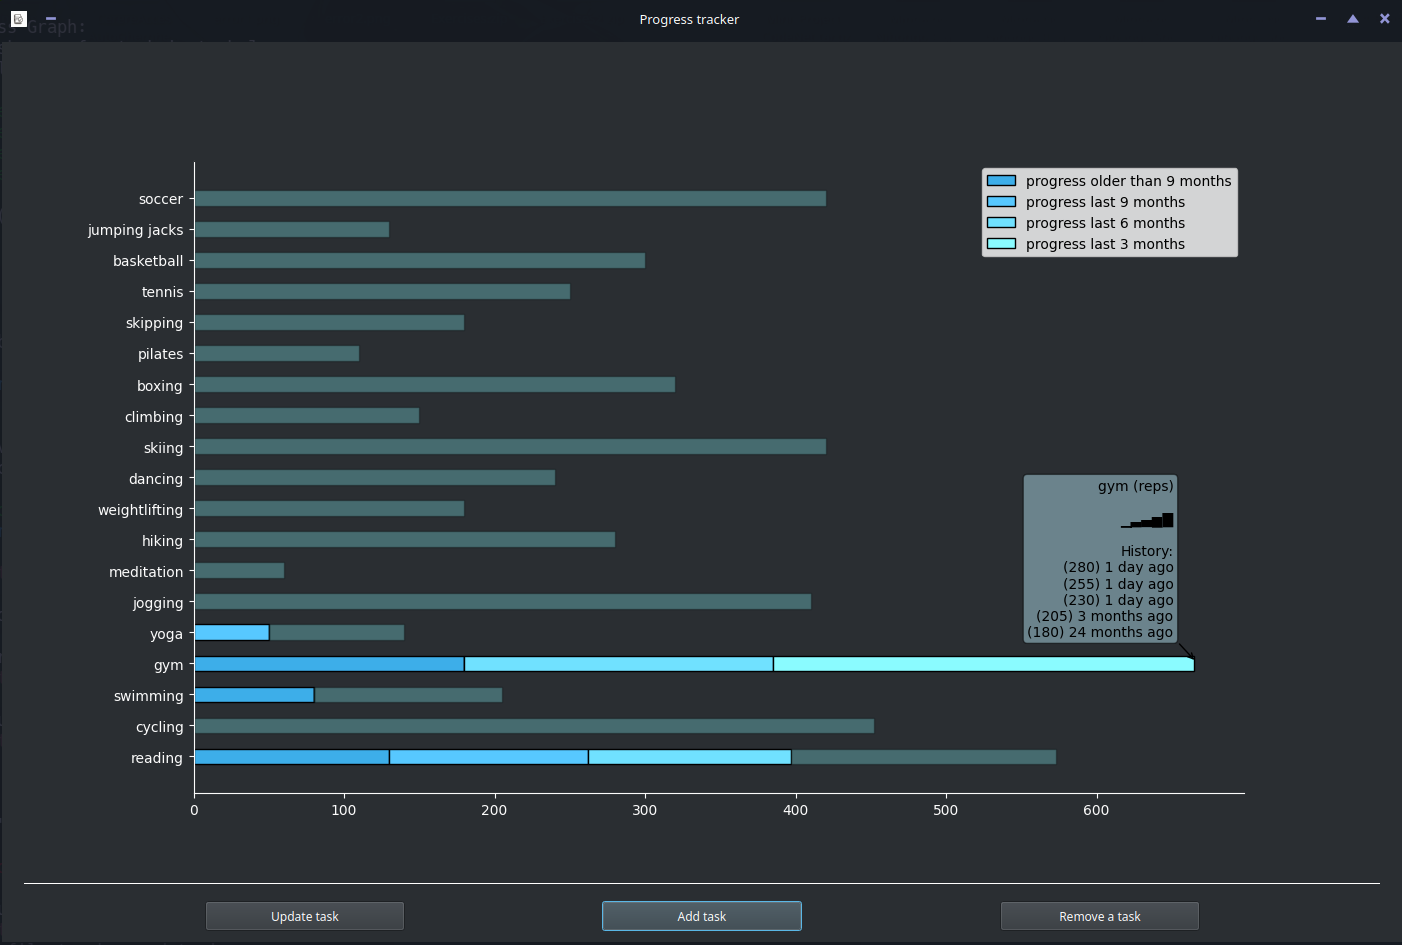 Progress tracker
ss Graph:
progress older than 9 months
progress last 9 months
progress last 6 months
progress last 3 months
soccer
jumping jacks
basketball
tennis
skipping
pilates
boxing
climbing
skiing
dancing
weightlifting
hiking
meditation
jogging
yoga
gym
swimming
cycling
reading
gym (reps)
History:
(280) 1 day ago
(255) 1 day ago
(230) 1 day ago
(205) 3 months ago
(180) 24 months ago
0 100 200 300 400 500 600
Update task Add task Remove a task